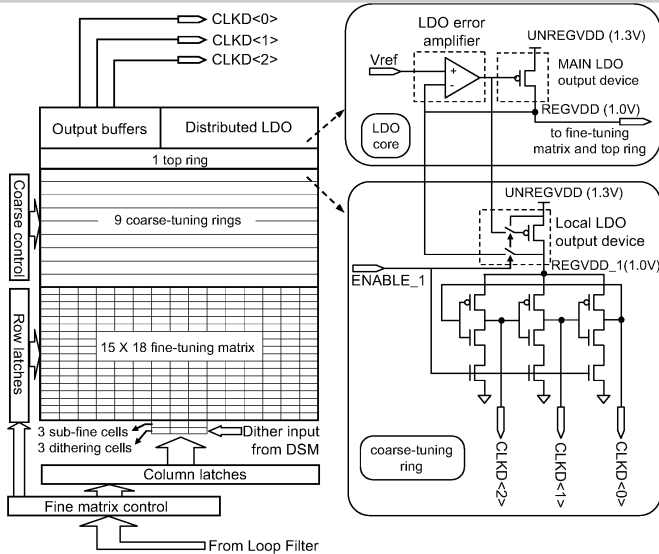 CLKD<0>
CLKD<1>
CLKD<2>
Output buffers
Distributed LDO
1 top ring
Coarse control
9 coarse-tuning rings
Row latches
15 X 18 fine-tuning matrix
3 sub-fine cells
3 dithering cells
Dither input
from DSM
Column latches
Fine matrix control
From Loop Filter
LDO error
amplifier
UNREGVDD (1.3V)
Vref
+
-
MAIN LDO
output device
REGVDD (1.0V)
LDO
core
to fine-tuning
matrix and top ring
UNREGVDD (1.3V)
Local LDO
output device
REGVDD_1(1.0V)
ENABLE_1
coarse-tuning
ring
CLKD<2>
CLKD<1>
CLKD<0>